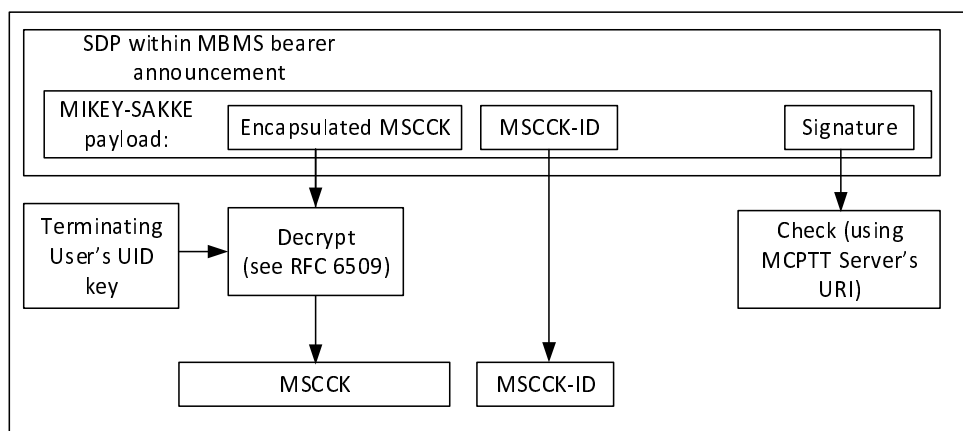 SDP within MBMS bearer
announcement
MIKEY-SAKKE
payload:
Encapsulated MSCCK
MSCCK-ID
Signature
Terminating
User's UID
key
Decrypt
(see RFC 6509)
Check (using
MCPTT Server's
URI)
MSCCK
MSCCK-ID